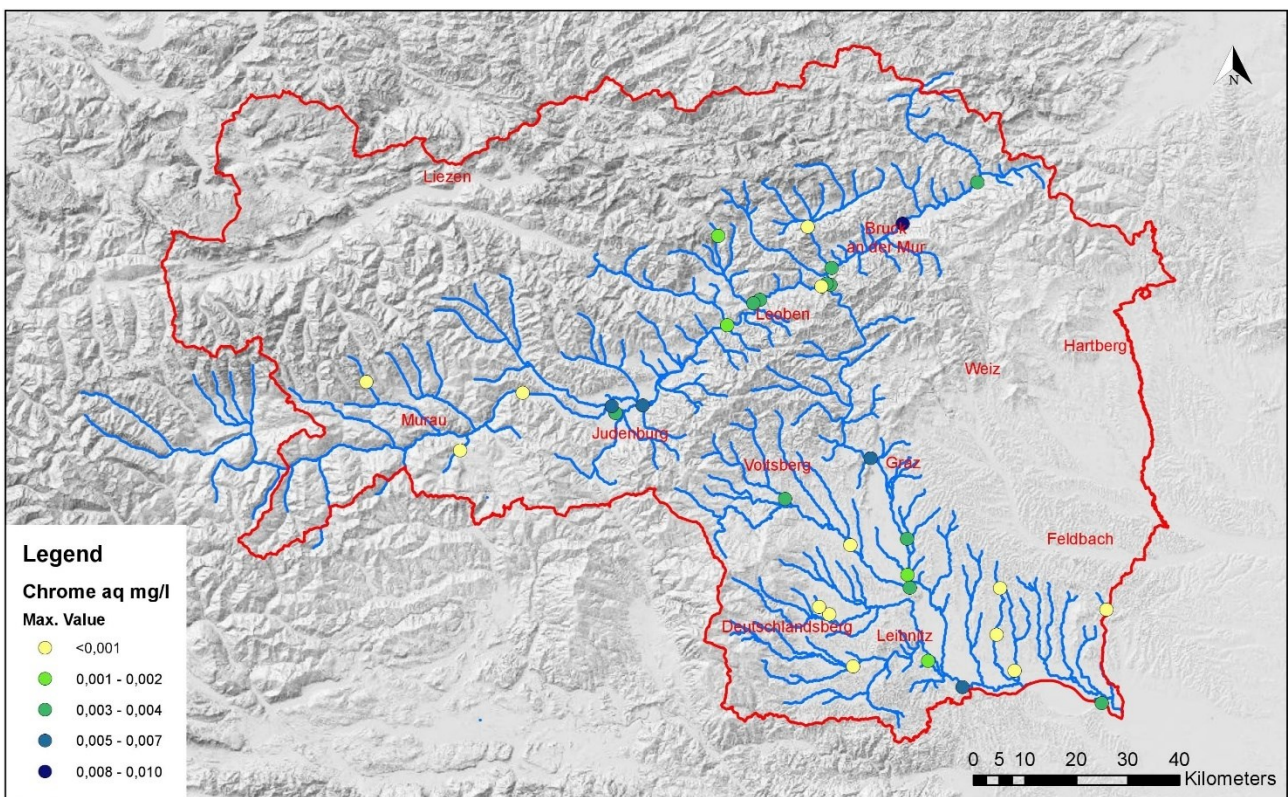 N
Liezen
Bruck
an der Mur
Leoben
Hartberg
Weiz
Murau
Judenburg
Voitsberg
Graz
Feldbach
Deutschlandsberg
Leibnitz
Legend
Chrome aq mg/l
Max. Value
<0,001
0,001 - 0,002
0,003 - 0,004
0,005 - 0,007
0,008 - 0,010
0 5 10 20 30 40
Kilometers